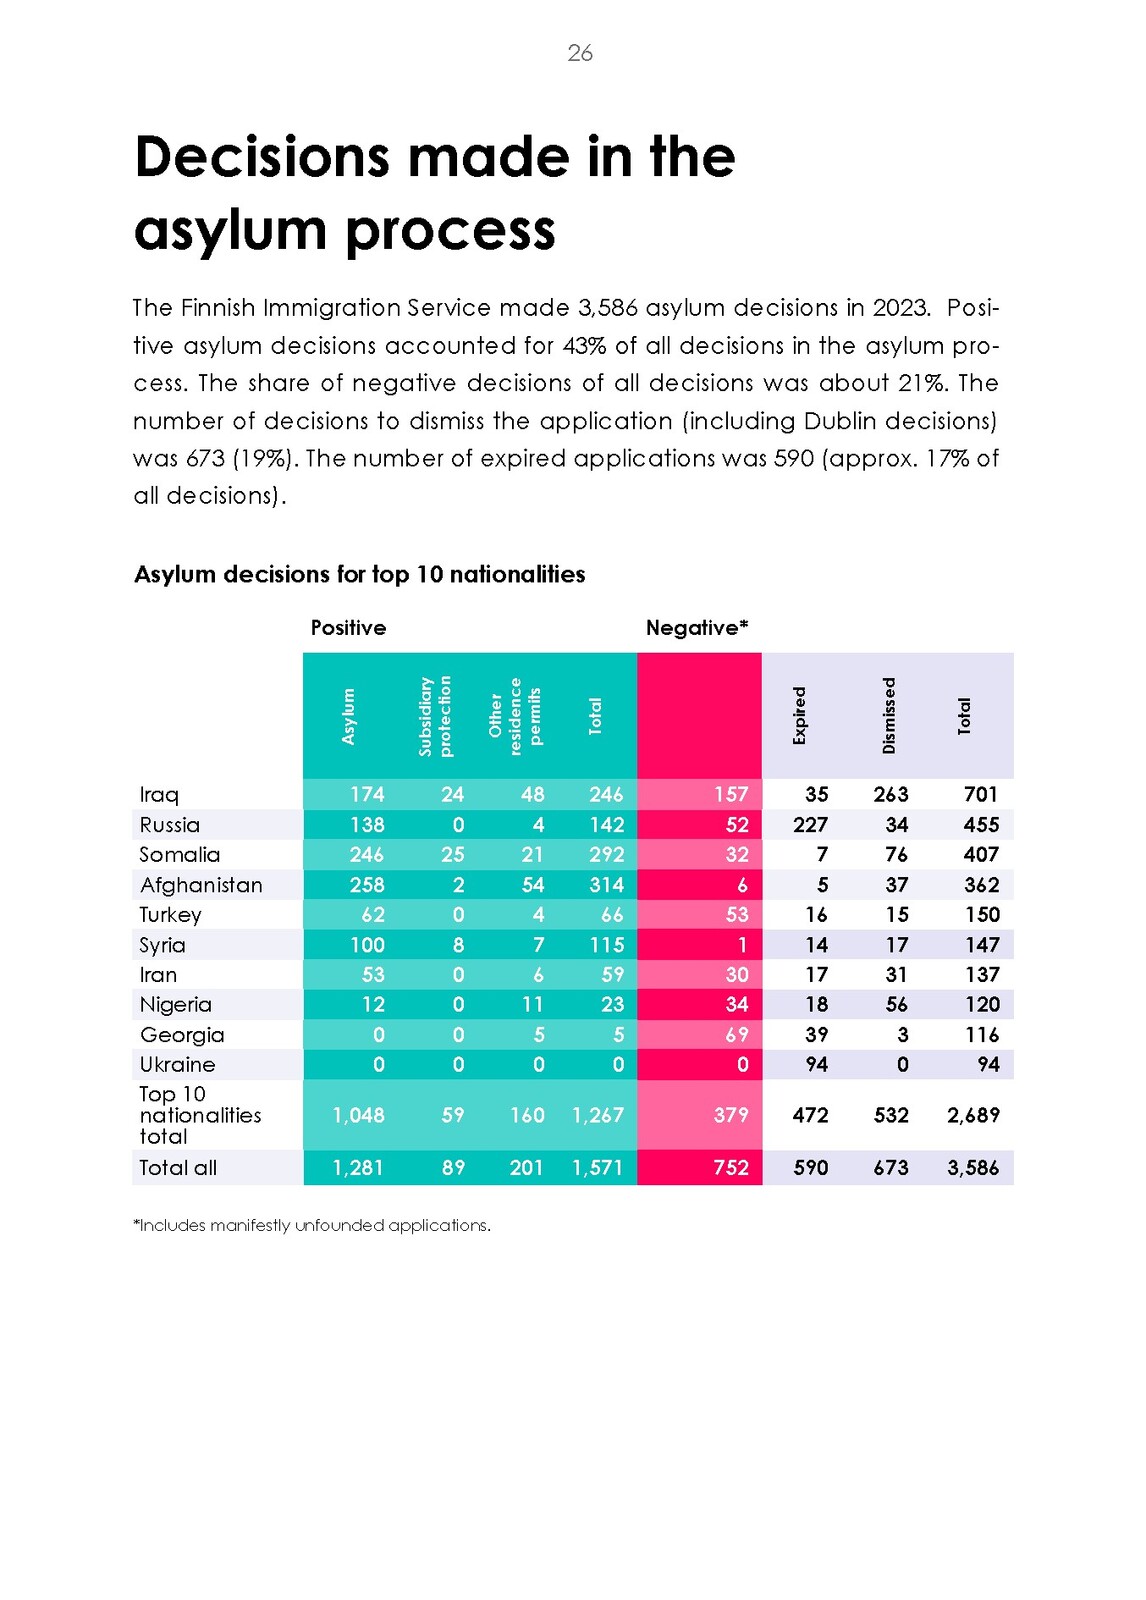 26
Decisions made in the
asylum process
The Finnish Immigration Service made 3,586 asylum decisions in 2023.  Posi-
tive asylum decisions accounted for 43% of all decisions in the asylum pro-
cess. The share of negative decisions of all decisions was about 21%. The
number of decisions to dismiss the application (including Dublin decisions)
was 673 (19%). The number of expired applications was 590 (approx. 17% of
all decisions).
Asylum decisions for top 10 nationalities
Positive Negative*
Asylum Subsidiary protection Other residence permits Total Expired Dismissed Total
Iraq 174 24 48 246 157 35 263 701
Russia 138 0 4 142 52 227 34 455
Somalia 246 25 21 292 32 7 76 407
Afghanistan 258 2 54 314 6 5 37 362
Turkey 62 0 4 66 53 16 15 150
Syria 100 8 7 115 1 14 17 147
Iran 53 0 6 59 30 17 31 137
Nigeria 12 0 11 23 34 18 56 120
Georgia 0 0 5 5 69 39 3 116
Ukraine 0 0 0 0 0 94 0 94
Top 10
nationalities 1,048 59 160 1,267 379 472 532 2,689
total
Total all 1,281 89 201 1,571 752 590 673 3,586
*Includes manifestly unfounded applications.